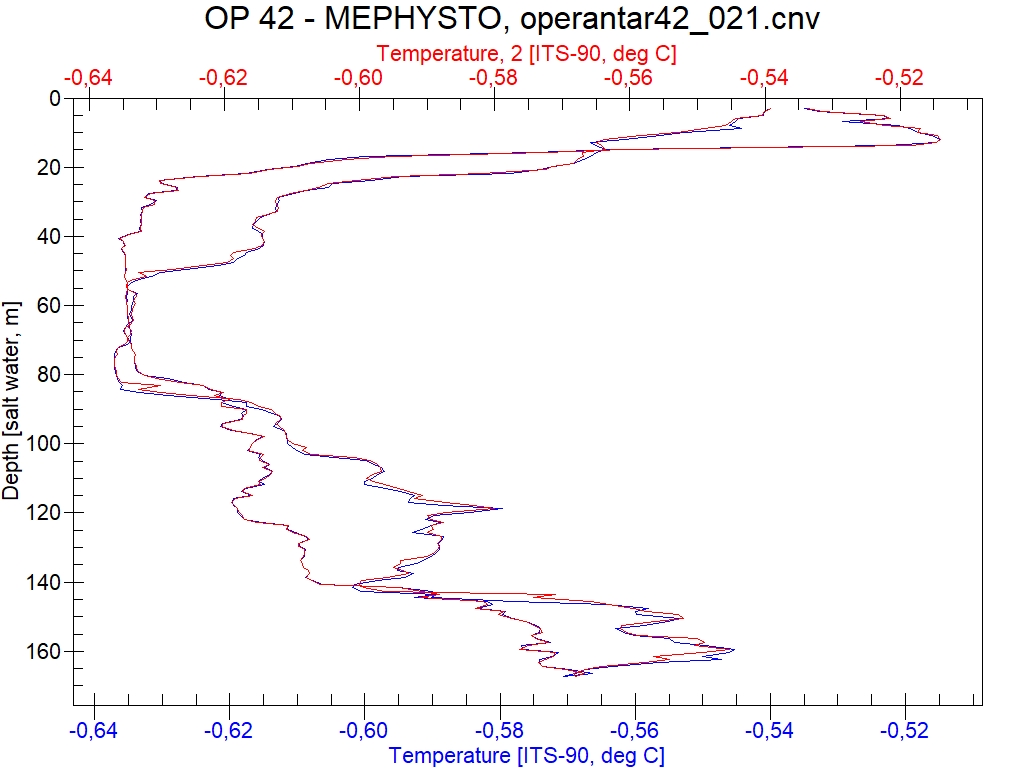 OP 42 - MEPHYSTO, operantar42_021.cnv
Temperature, 2 [ITS-90, deg C]
-0,64 -0,62 -0,60 -0,58 -0,56 -0,54 -0,52
0
20
40
60
80
100
120
140
160
Depth [salt water, m]
-0,64 -0,62 -0,60 -0,58 -0,56 -0,54 -0,52
Temperature [ITS-90, deg C]